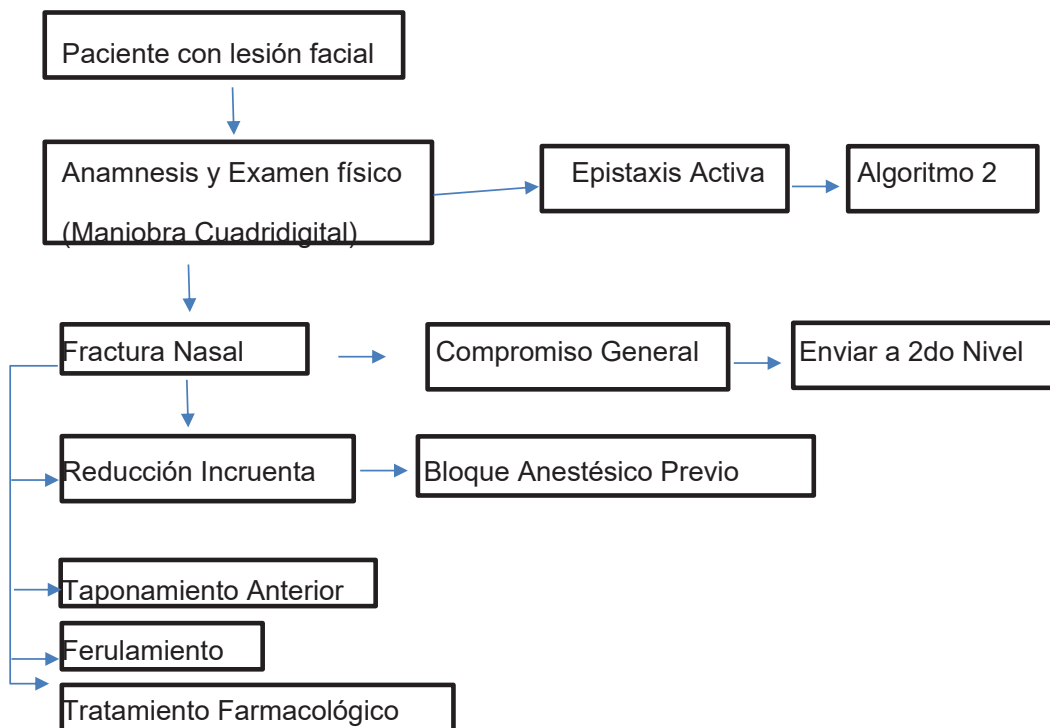 Paciente con lesión facial
Anamnesis y Examen físico
(Maniobra Cuadridigital)
Epistaxis Activa
Algoritmo 2
Fractura Nasal
Compromiso General
Enviar a 2do Nivel
Reducción Incruenta
Bloque Anestésico Previo
Taponamiento Anterior
Ferulamiento
Tratamiento Farmacológico